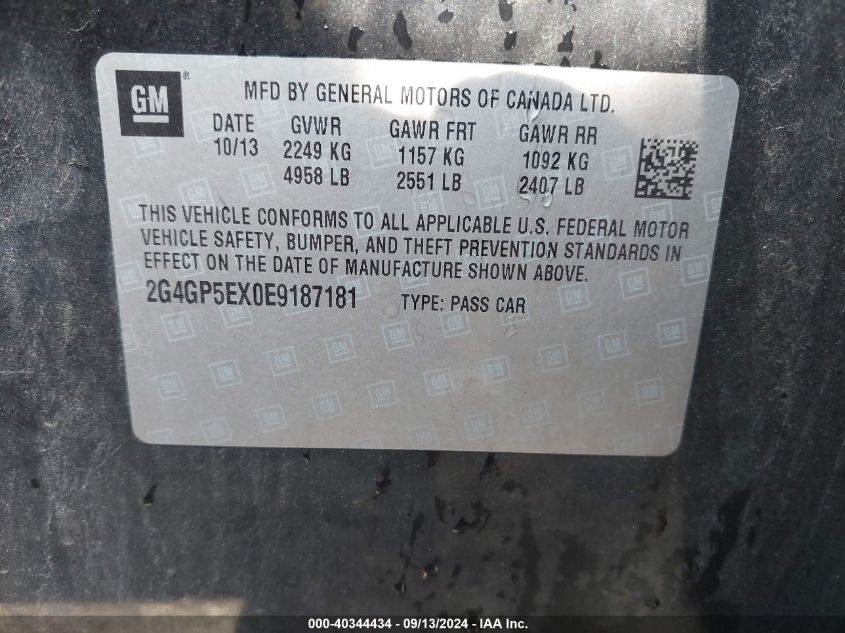 GM ®
MFD BY GENERAL MOTORS OF CANADA LTD.
DATE GVWR GAWR FRT GAWR RR
10/13 2249 KG 1157 KG 1092 KG
4958 LB 2551 LB 2407 LB
THIS VEHICLE CONFORMS TO ALL APPLICABLE U.S. FEDERAL MOTOR
VEHICLE SAFETY, BUMPER, AND THEFT PREVENTION STANDARDS IN
EFFECT ON THE DATE OF MANUFACTURE SHOWN ABOVE.
2G4GP5EX0E9187181 TYPE: PASS CAR
000-40344434 - 09/13/2024 - IAA Inc.